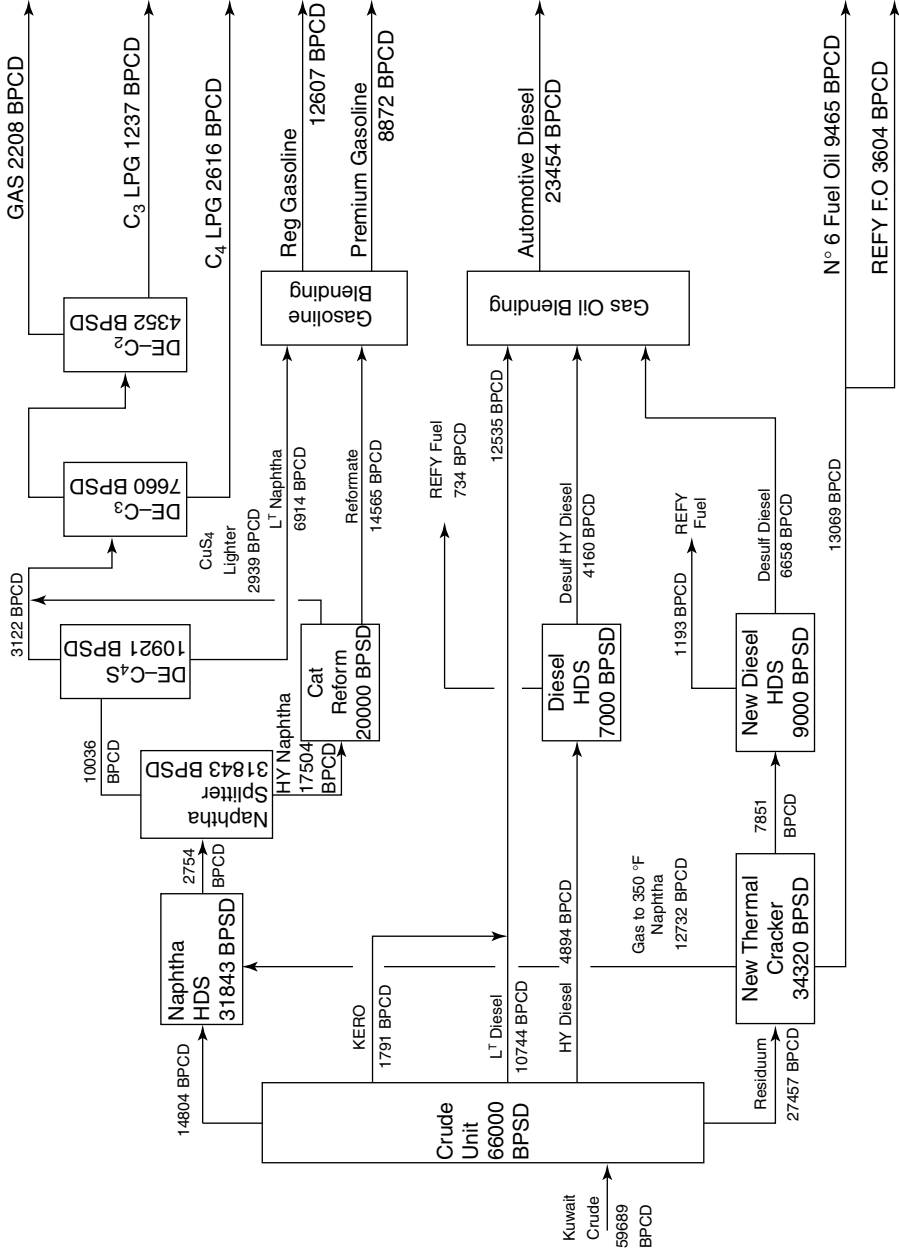 GAS 2208 BPCD
C3 LPG 1237 BPCD
C4 LPG 2616 BPCD
Reg Gasoline
12607 BPCD
Premium Gasoline
8872 BPCD
Automotive Diesel
23454 BPCD
N° 6 Fuel Oil 9465 BPCD
REFY F.O 3604 BPCD
DE–C2
4352 BPSD
DE–C3
7660 BPSD
DE–C4S
10921 BPSD
3122 BPCD
Gasoline
Blending
Gas Oil Blending
CuS4
Lighter
2939 BPCD
LT Naphtha
6914 BPCD
Reformate
14565 BPCD
REFY Fuel
734 BPCD
12535 BPCD
Desulf HY Diesel
4160 BPCD
1193 BPCD
REFY
Fuel
Desulf Diesel
6658 BPCD
13069 BPCD
10036
BPCD
Naphtha
Splitter
31843 BPSD
HY Naphtha
17504
BPCD
Cat
Reform
20000 BPSD
Diesel
HDS
7000 BPSD
New Diesel
HDS
9000 BPSD
2754
BPCD
7851
BPCD
Naphtha
HDS
31843 BPSD
Gas to 350 °F
Naphtha
12732 BPCD
New Thermal
Cracker
34320 BPSD
14804 BPCD
KERO
1791 BPCD
LT Diesel
10744 BPCD
HY Diesel 4894 BPCD
Residuum
27457 BPCD
Crude
Unit
66000
BPSD
Kuwait
Crude
59689
BPCD